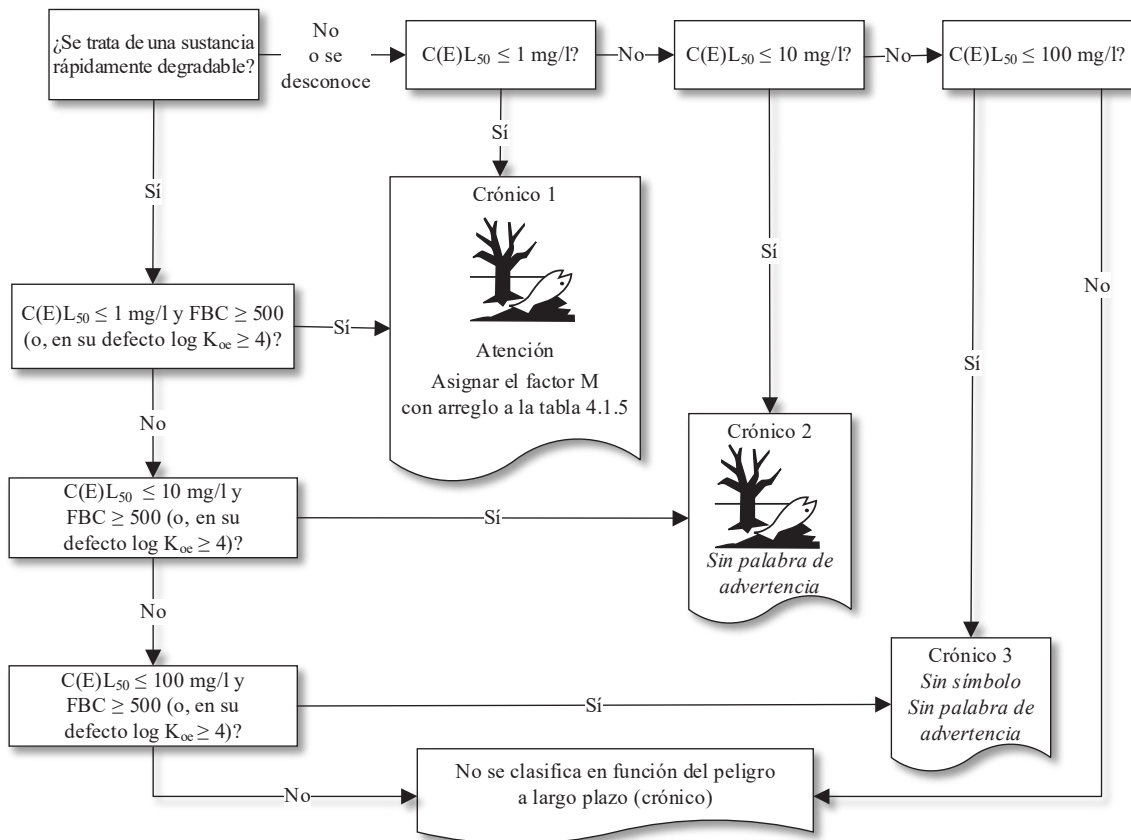 ¿Se trata de una sustancia
rápidamente degradable?
No
o se
desconoce
C(E)L₅₀ ≤ 1 mg/l?
No
C(E)L₅₀ ≤ 10 mg/l?
No
C(E)L₅₀ ≤ 100 mg/l?
Sí
Sí
Crónico 1
Atención
Asignar el factor M
con arreglo a la tabla 4.1.5
Sí
No
C(E)L₅₀ ≤ 1 mg/l y FBC ≥ 500
(o, en su defecto log Kₒₑ ≥ 4)?
Sí
Sí
No
Crónico 2
Sin palabra de
advertencia
C(E)L₅₀ ≤ 10 mg/l y
FBC ≥ 500 (o, en su
defecto log Kₒₑ ≥ 4)?
Sí
No
Crónico 3
Sin símbolo
Sin palabra de
advertencia
C(E)L₅₀ ≤ 100 mg/l y
FBC ≥ 500 (o, en su
defecto log Kₒₑ ≥ 4)?
Sí
No
No se clasifica en función del peligro
a largo plazo (crónico)